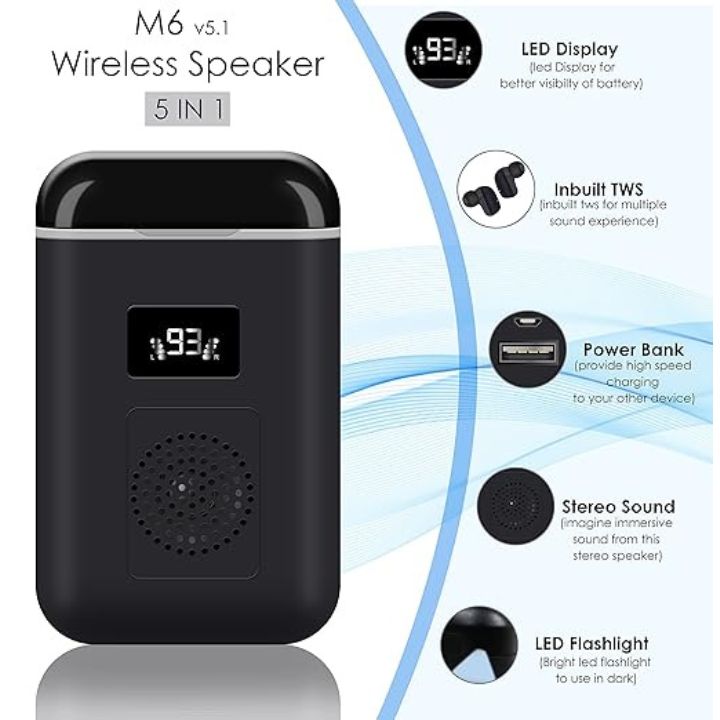 M6 v5.1
Wireless Speaker
5 IN 1
93
L R
93
L R
LED Display
(led Display for
better visibilty of battery)
Inbuilt TWS
(inbuilt tws for multiple
sound experience)
Power Bank
(provide high speed
charging
to your other device)
Stereo Sound
(imagine immersive
sound from this
stereo speaker)
LED Flashlight
(Bright led flashlight
to use in dark)